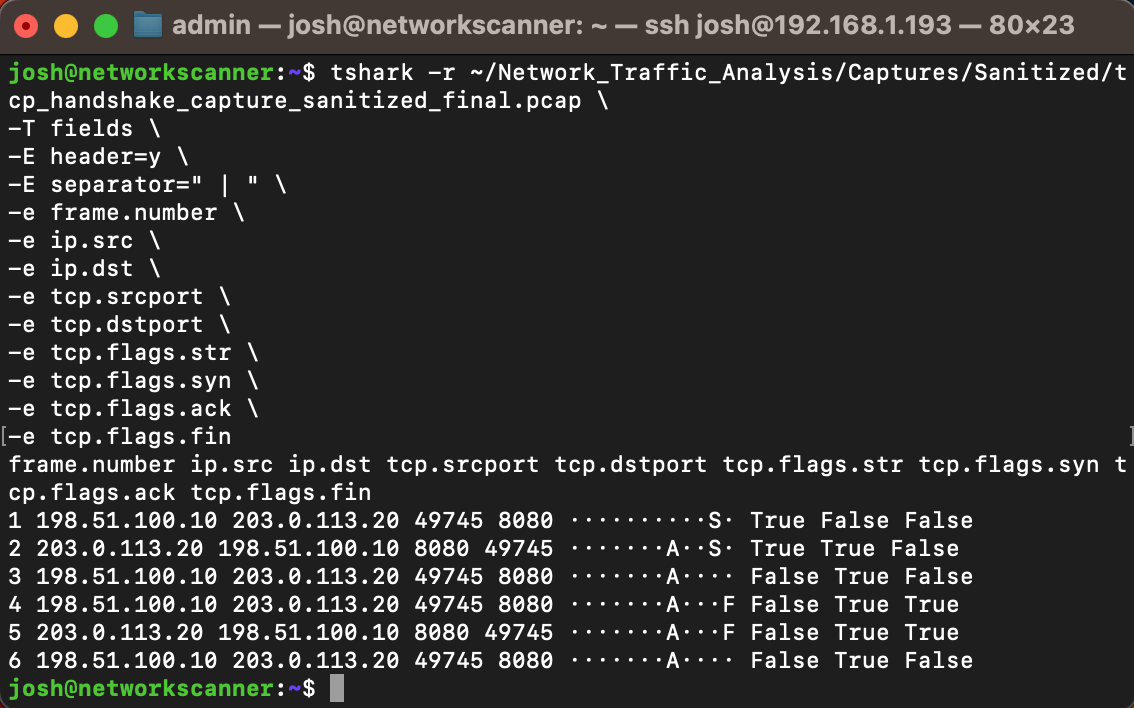 admin — josh@networkscanner: ~ — ssh josh@192.168.1.193 — 80×23
josh@networkscanner:~$ tshark -r ~/Network_Traffic_Analysis/Captures/Sanitized/t
cp_handshake_capture_sanitized_final.pcap \
-T fields \
-E header=y \
-E separator=" | " \
-e frame.number \
-e ip.src \
-e ip.dst \
-e tcp.srcport \
-e tcp.dstport \
-e tcp.flags.str \
-e tcp.flags.syn \
-e tcp.flags.ack \
[-e tcp.flags.fin ]
frame.number ip.src ip.dst tcp.srcport tcp.dstport tcp.flags.str tcp.flags.syn t
cp.flags.ack tcp.flags.fin
1 198.51.100.10 203.0.113.20 49745 8080 ··········S· True False False
2 203.0.113.20 198.51.100.10 8080 49745 ·······A··S· True True False
3 198.51.100.10 203.0.113.20 49745 8080 ·······A···· False True False
4 198.51.100.10 203.0.113.20 49745 8080 ·······A···F False True True
5 203.0.113.20 198.51.100.10 8080 49745 ·······A···F False True True
6 198.51.100.10 203.0.113.20 49745 8080 ·······A···· False True False
josh@networkscanner:~$